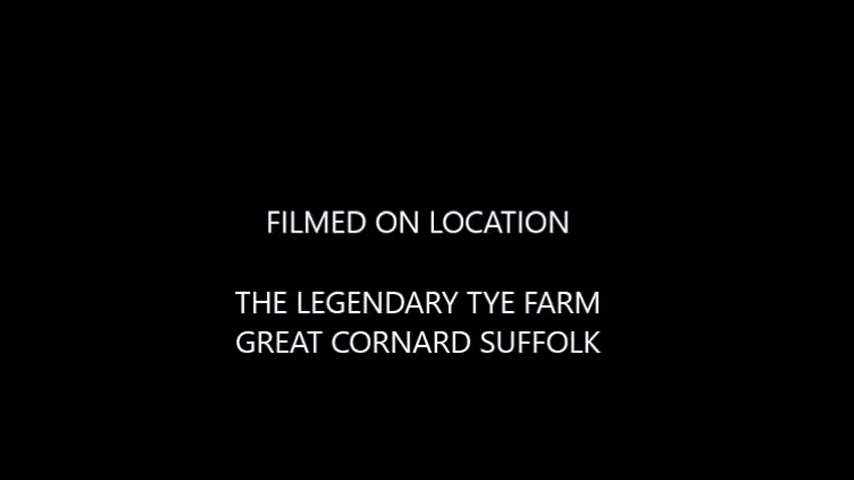 FILMED ON LOCATION
THE LEGENDARY TYE FARM
GREAT CORNARD SUFFOLK